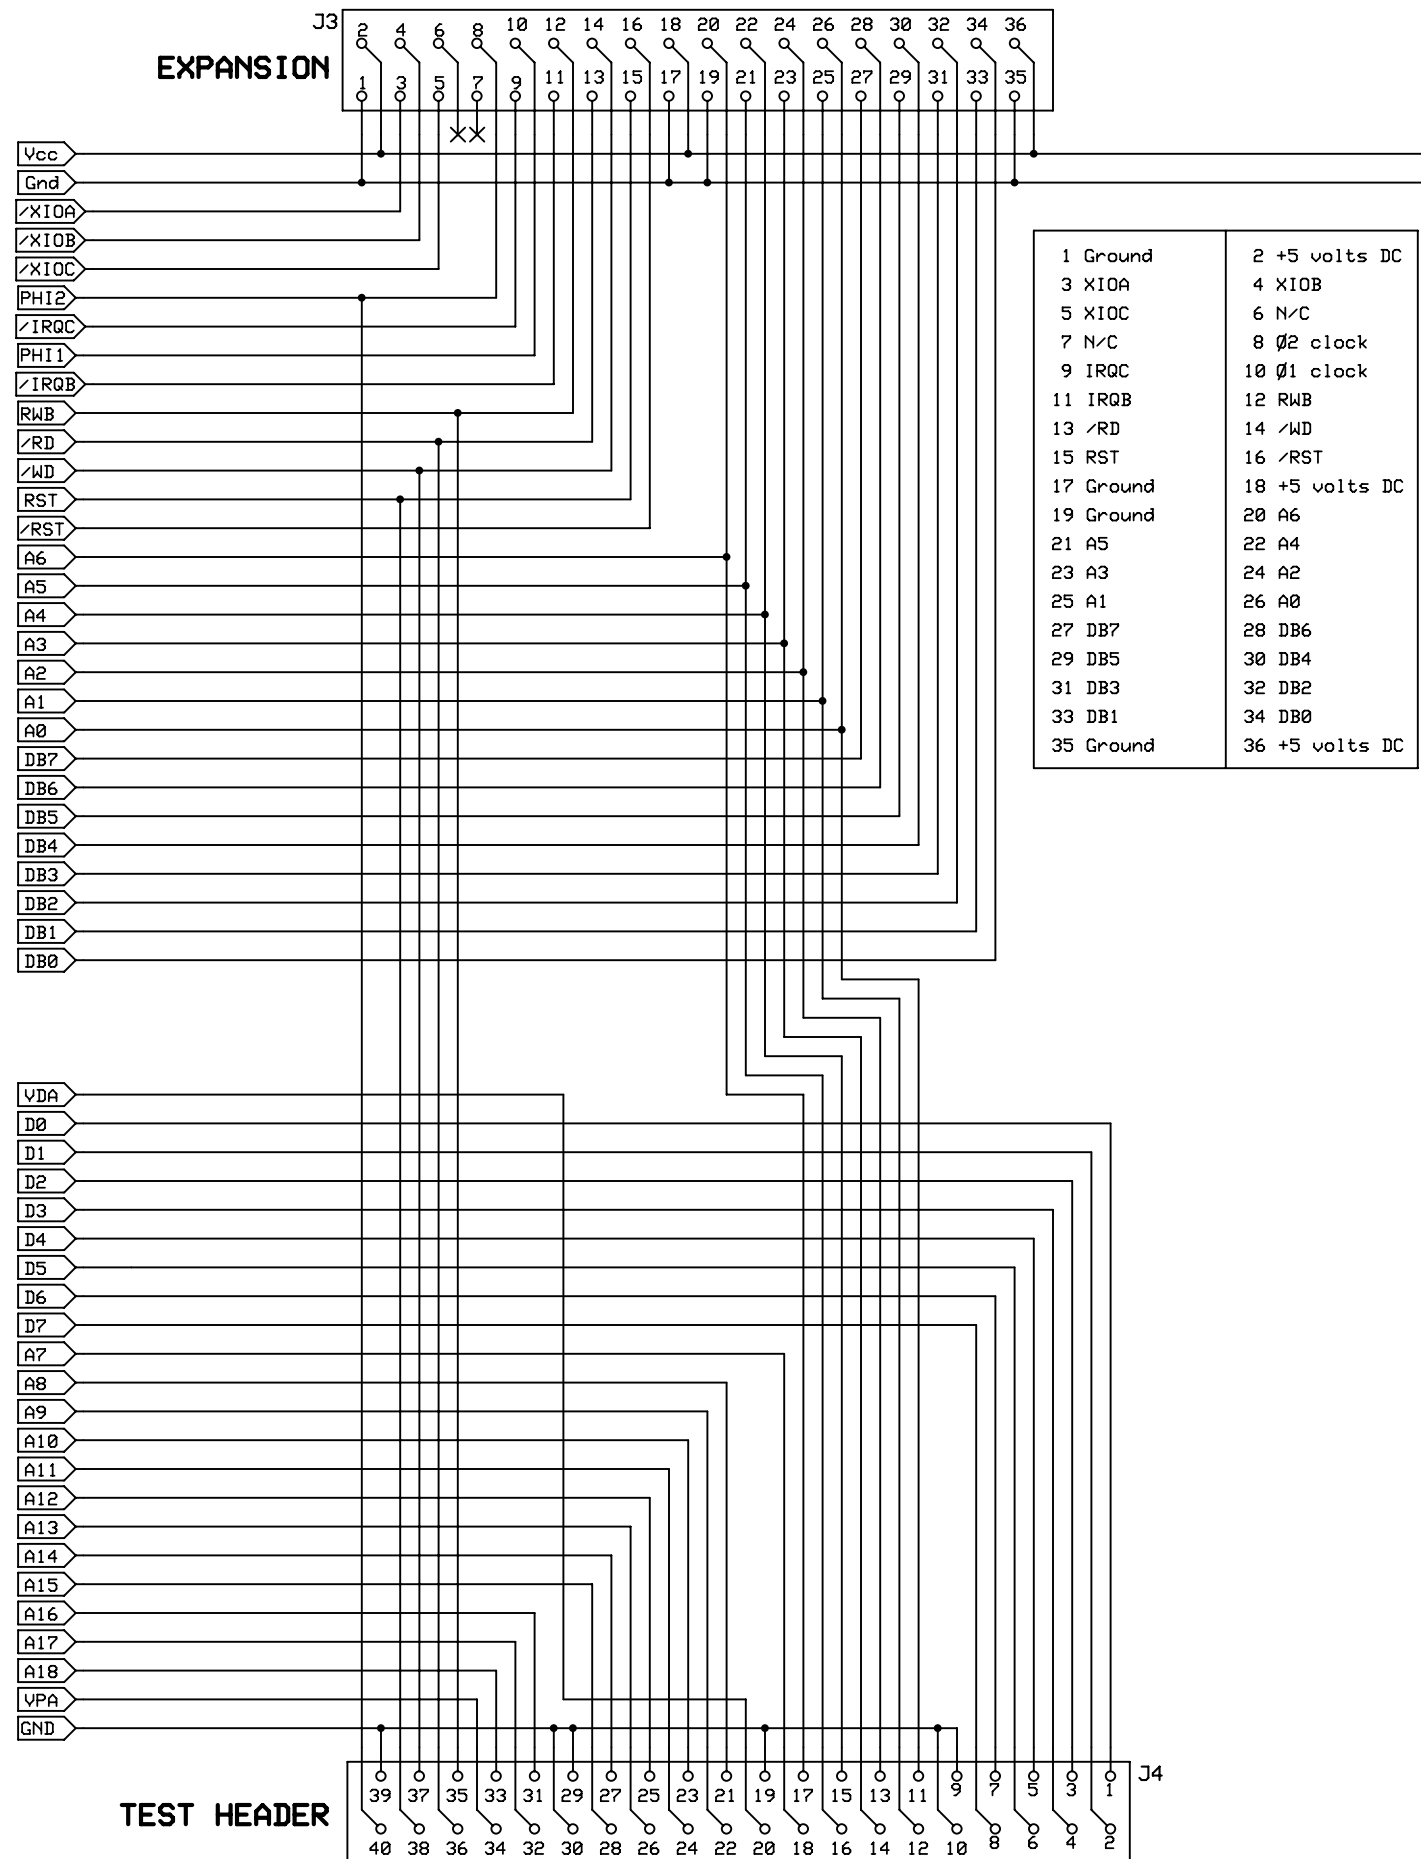 J3
2 4 6 8 10 12 14 16 18 20 22 24 26 28 30 32 34 36
EXPANSION
1 3 5 7 9 11 13 15 17 19 21 23 25 27 29 31 33 35
Vcc
Gnd
/XIOA
/XIOB
/XIOC
PHI2
/IRQC
PHI1
/IRQB
RWB
/RD
/WD
RST
/RST
A6
A5
A4
A3
A2
A1
A0
DB7
DB6
DB5
DB4
DB3
DB2
DB1
DB0
1 Ground 2 +5 volts DC
3 XIOA 4 XIOB
5 XIOC 6 N/C
7 N/C 8 Ø2 clock
9 IRQC 10 Ø1 clock
11 IRQB 12 RWB
13 /RD 14 /WD
15 RST 16 /RST
17 Ground 18 +5 volts DC
19 Ground 20 A6
21 A5 22 A4
23 A3 24 A2
25 A1 26 A0
27 DB7 28 DB6
29 DB5 30 DB4
31 DB3 32 DB2
33 DB1 34 DB0
35 Ground 36 +5 volts DC
VDA
D0
D1
D2
D3
D4
D5
D6
D7
A7
A8
A9
A10
A11
A12
A13
A14
A15
A16
A17
A18
VPA
GND
J4
39 37 35 33 31 29 27 25 23 21 19 17 15 13 11 9 7 5 3 1
TEST HEADER
40 38 36 34 32 30 28 26 24 22 20 18 16 14 12 10 8 6 4 2